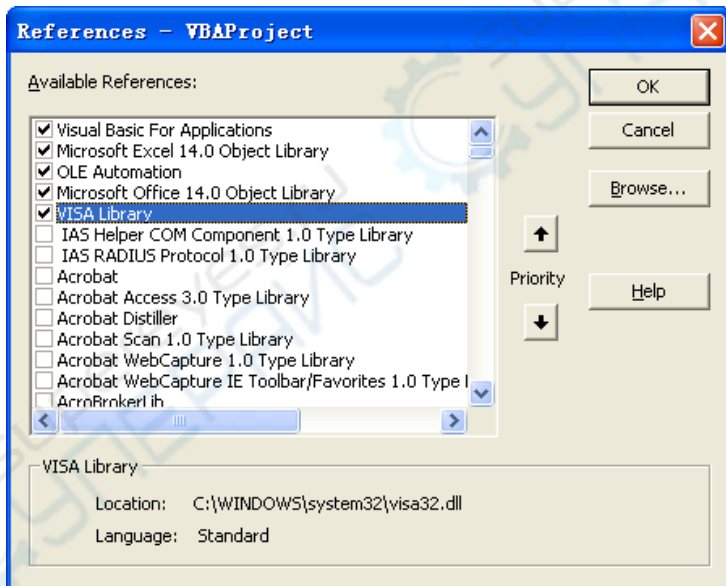 References - VBAProject
Available References:
OK
Visual Basic For Applications
Microsoft Excel 14.0 Object Library
OLE Automation
Microsoft Office 14.0 Object Library
VISA Library
IAS Helper COM Component 1.0 Type Library
IAS RADIUS Protocol 1.0 Type Library
Acrobat
Acrobat Access 3.0 Type Library
Acrobat Distiller
Acrobat Scan 1.0 Type Library
Acrobat WebCapture 1.0 Type Library
Acrobat WebCapture IE Toolbar/Favorites 1.0 Type
AcroBrokerLib
Cancel
Browse...
Priority
Help
VISA Library
Location: C:\WINDOWS\system32\visa32.dll
Language: Standard